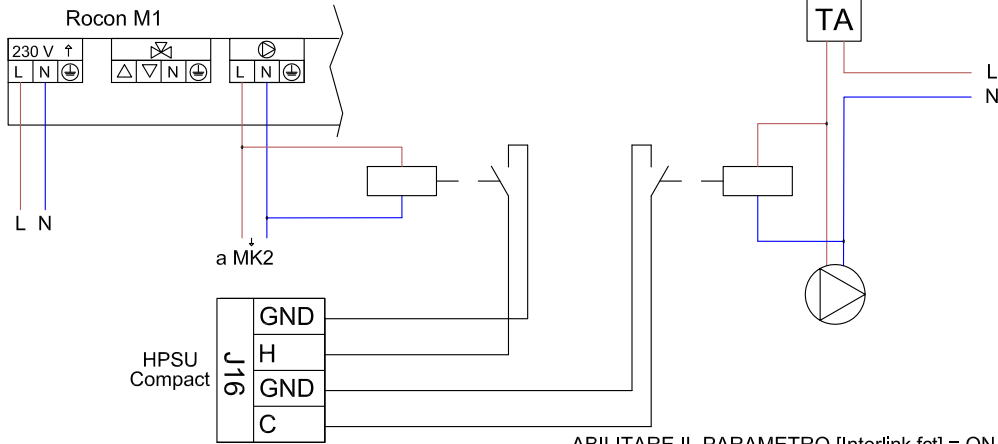 Rocon M1
TA
230 V
L N
N
L N
L
N
L N
a MK2
HPSU
Compact
J16
GND
H
GND
C
ABILITARE IL PARAMETRO [Interlink fct] = ON